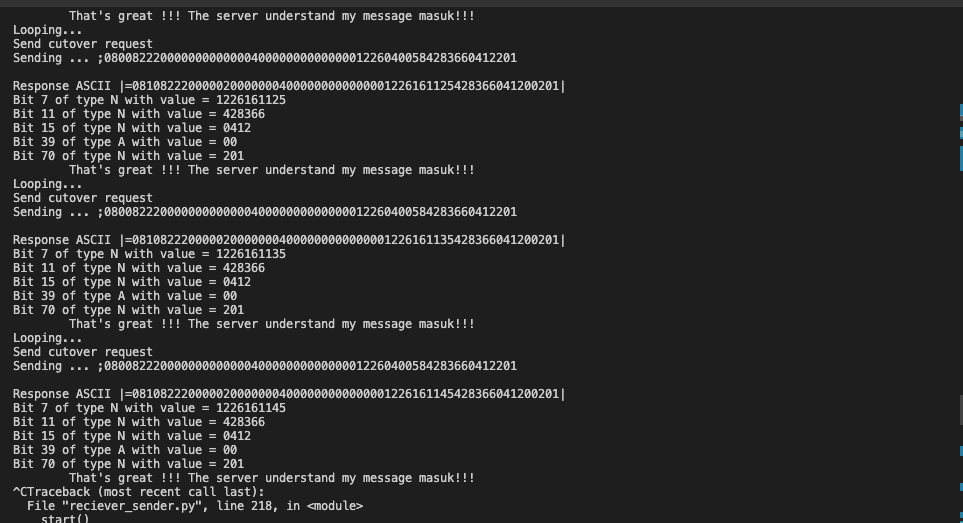 That's great !!! The server understand my message masuk!!!
Looping...
Send cutover request
Sending ... ;0800822200000000000000040000000000000001226040058428366​0412201

Response ASCII |=0810822200000200000004000000000000001226161125428366041200201|
Bit 7 of type N with value = 1226161125
Bit 11 of type N with value = 428366
Bit 15 of type N with value = 0412
Bit 39 of type A with value = 00
Bit 70 of type N with value = 201
        That's great !!! The server understand my message masuk!!!
Looping...
Send cutover request
Sending ... ;0800822200000000000000040000000000000001226040058428366​0412201

Response ASCII |=0810822200000200000004000000000000001226161135428366041200201|
Bit 7 of type N with value = 1226161135
Bit 11 of type N with value = 428366
Bit 15 of type N with value = 0412
Bit 39 of type A with value = 00
Bit 70 of type N with value = 201
        That's great !!! The server understand my message masuk!!!
Looping...
Send cutover request
Sending ... ;0800822200000000000000040000000000000001226040058428366​0412201

Response ASCII |=0810822200000200000004000000000000001226161145428366041200201|
Bit 7 of type N with value = 1226161145
Bit 11 of type N with value = 428366
Bit 15 of type N with value = 0412
Bit 39 of type A with value = 00
Bit 70 of type N with value = 201
        That's great !!! The server understand my message masuk!!!
^CTraceback (most recent call last):
  File "reciever_sender.py", line 218, in <module>
    start()